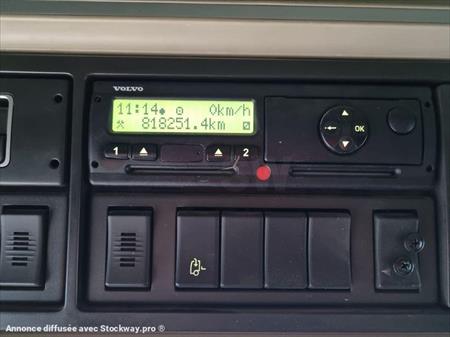 VOLVO
11:14 0km/h
818251.4km
1 2
OK
Annonce diffusée avec Stockway.pro ®